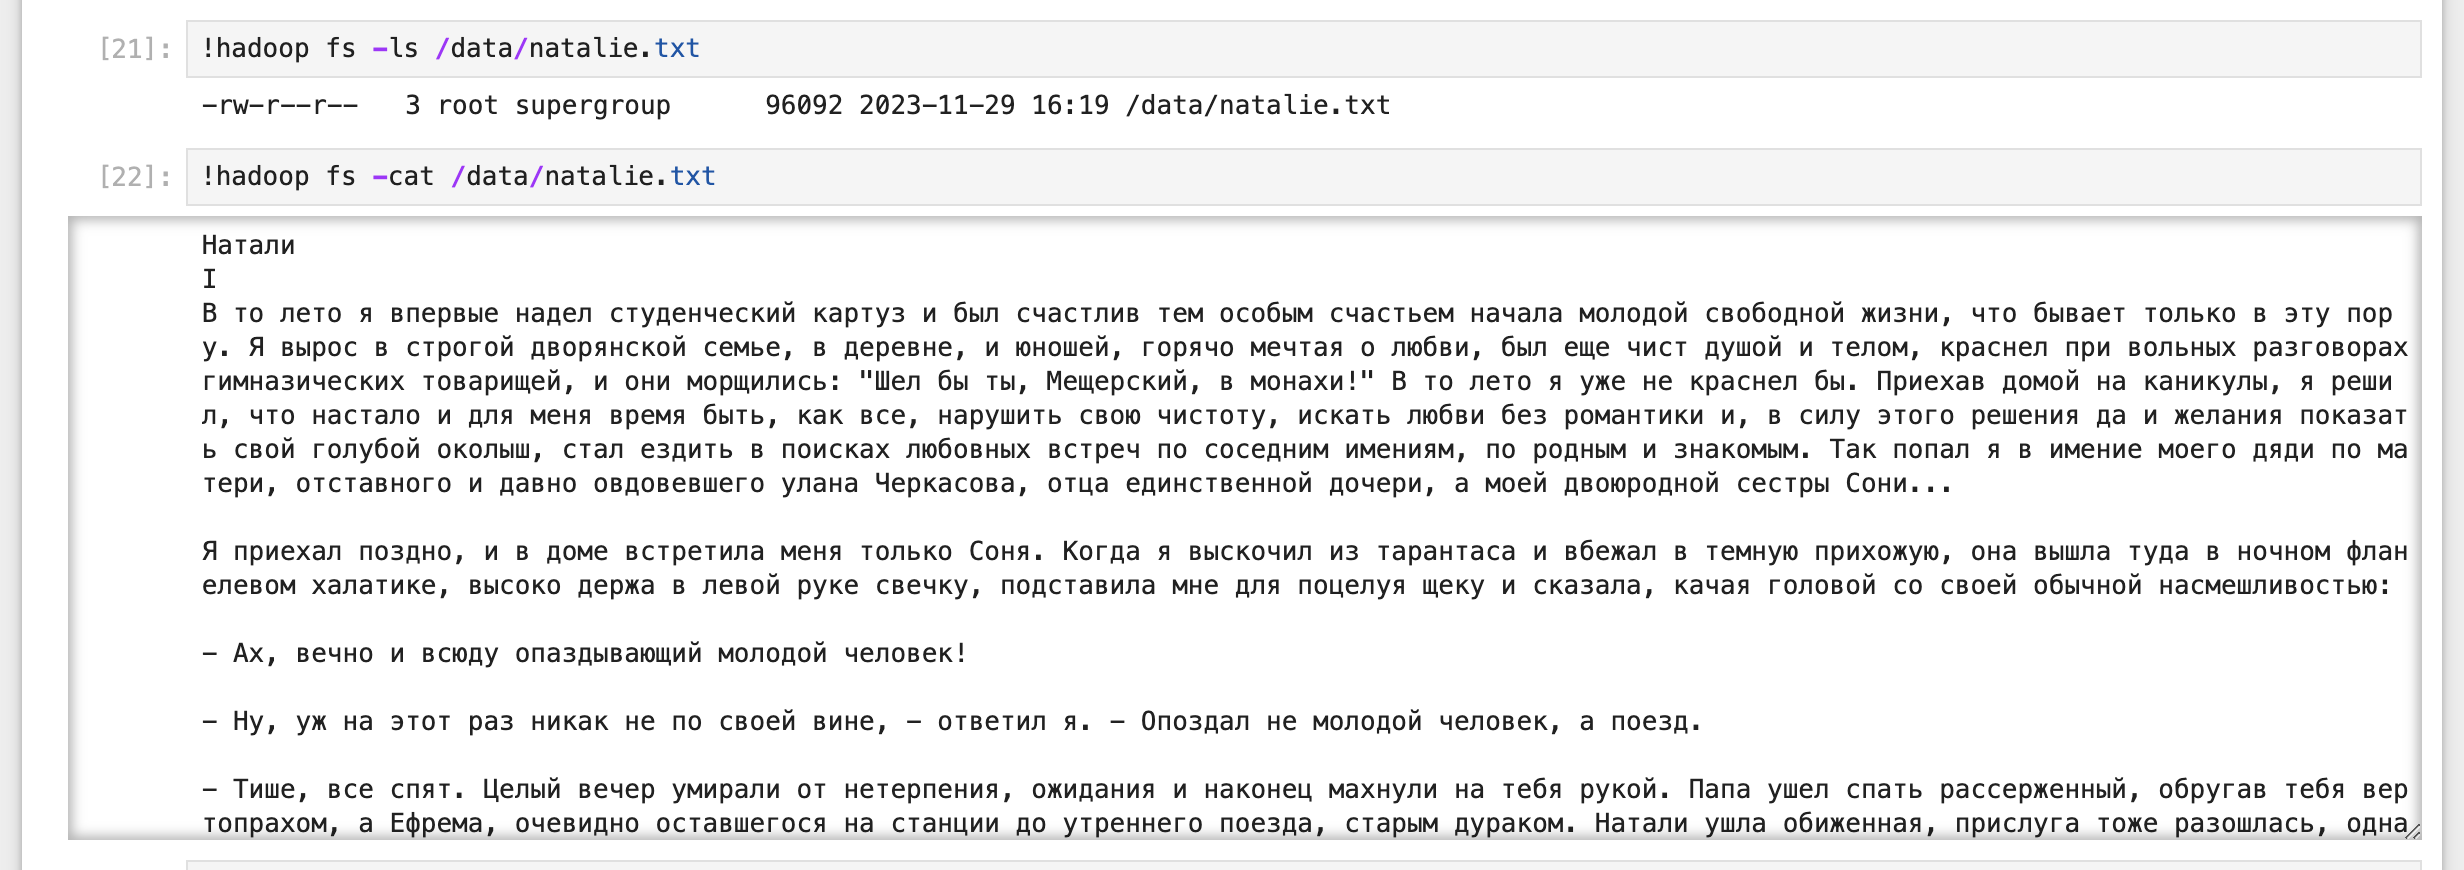 [21]: !hadoop fs -ls /data/natalie.txt
-rw-r--r--   3 root supergroup      96092 2023-11-29 16:19 /data/natalie.txt
[22]: !hadoop fs -cat /data/natalie.txt
Натали
I
В то лето я впервые надел студенческий картуз и был счастлив тем особым счастьем начала молодой свободной жизни, что бывает только в эту пор
у. Я вырос в строгой дворянской семье, в деревне, и юношей, горячо мечтая о любви, был еще чист душой и телом, краснел при вольных разговорах
гимназических товарищей, и они морщились: "Шел бы ты, Мещерский, в монахи!" В то лето я уже не краснел бы. Приехав домой на каникулы, я реши
л, что настало и для меня время быть, как все, нарушить свою чистоту, искать любви без романтики и, в силу этого решения да и желания показат
ь свой голубой околыш, стал ездить в поисках любовных встреч по соседним имениям, по родным и знакомым. Так попал я в имение моего дяди по ма
тери, отставного и давно овдовевшего улана Черкасова, отца единственной дочери, а моей двоюродной сестры Сони...
Я приехал поздно, и в доме встретила меня только Соня. Когда я выскочил из тарантаса и вбежал в темную прихожую, она вышла туда в ночном флан
елевом халатике, высоко держа в левой руке свечку, подставила мне для поцелуя щеку и сказала, качая головой со своей обычной насмешливостью:
– Ах, вечно и всюду опаздывающий молодой человек!
– Ну, уж на этот раз никак не по своей вине, – ответил я. – Опоздал не молодой человек, а поезд.
– Тише, все спят. Целый вечер умирали от нетерпения, ожидания и наконец махнули на тебя рукой. Папа ушел спать рассерженный, обругав тебя вер
топрахом, а Ефрема, очевидно оставшегося на станции до утреннего поезда, старым дураком. Натали ушла обиженная, прислуга тоже разошлась, одна